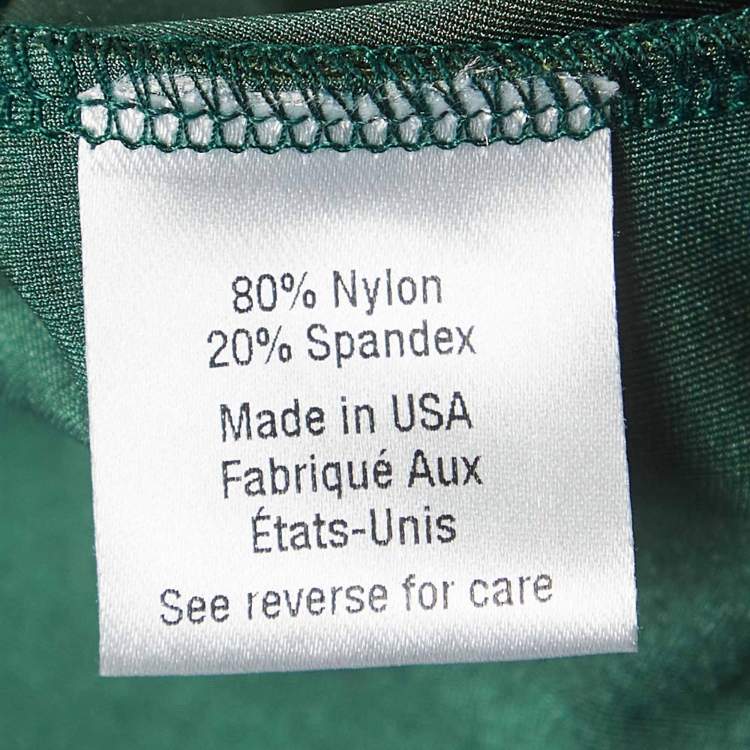 80% Nylon
20% Spandex
Made in USA
Fabriqué Aux
États-Unis
See reverse for care